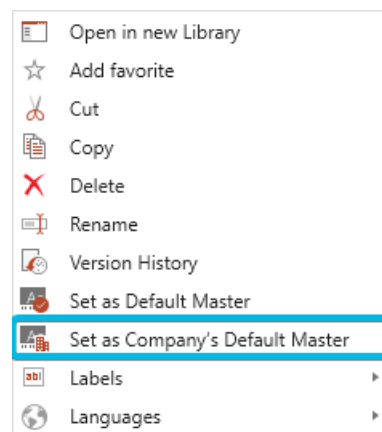 Open in new Library
Add favorite
Cut
Copy
Delete
Rename
Version History
Set as Default Master
Set as Company's Default Master
abl Labels
Languages